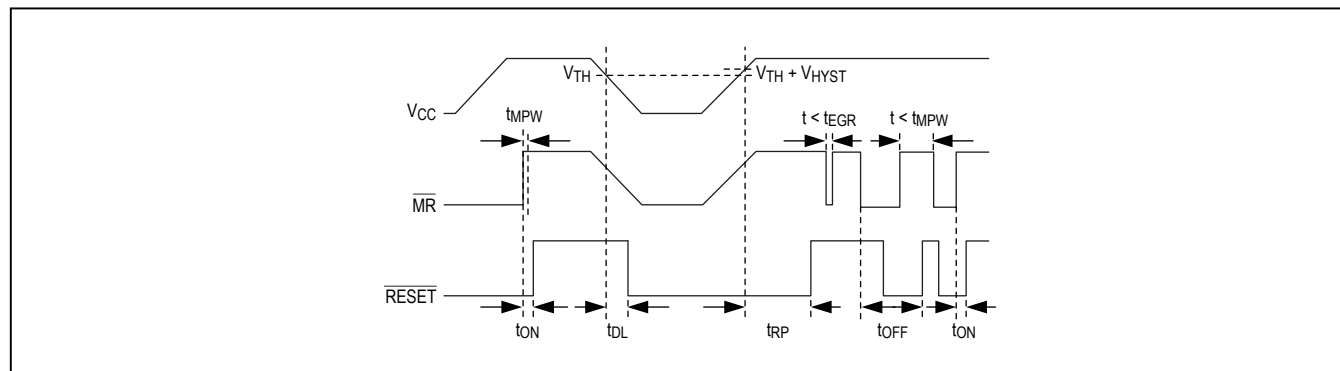 VTH
VTH + VHYST
VCC
tMPW
t < tEGR
t < tMPW
MR
RESET
tON
tDL
tRP
tOFF
tON